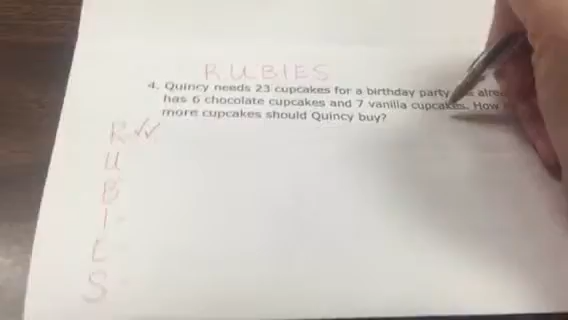 RUBIES
4. Quincy needs 23 cupcakes for a birthday party
has 6 chocolate cupcakes and 7 vanilla cupcakes. How
more cupcakes should Quincy buy?
R ✓✓
U
B
I
E
S